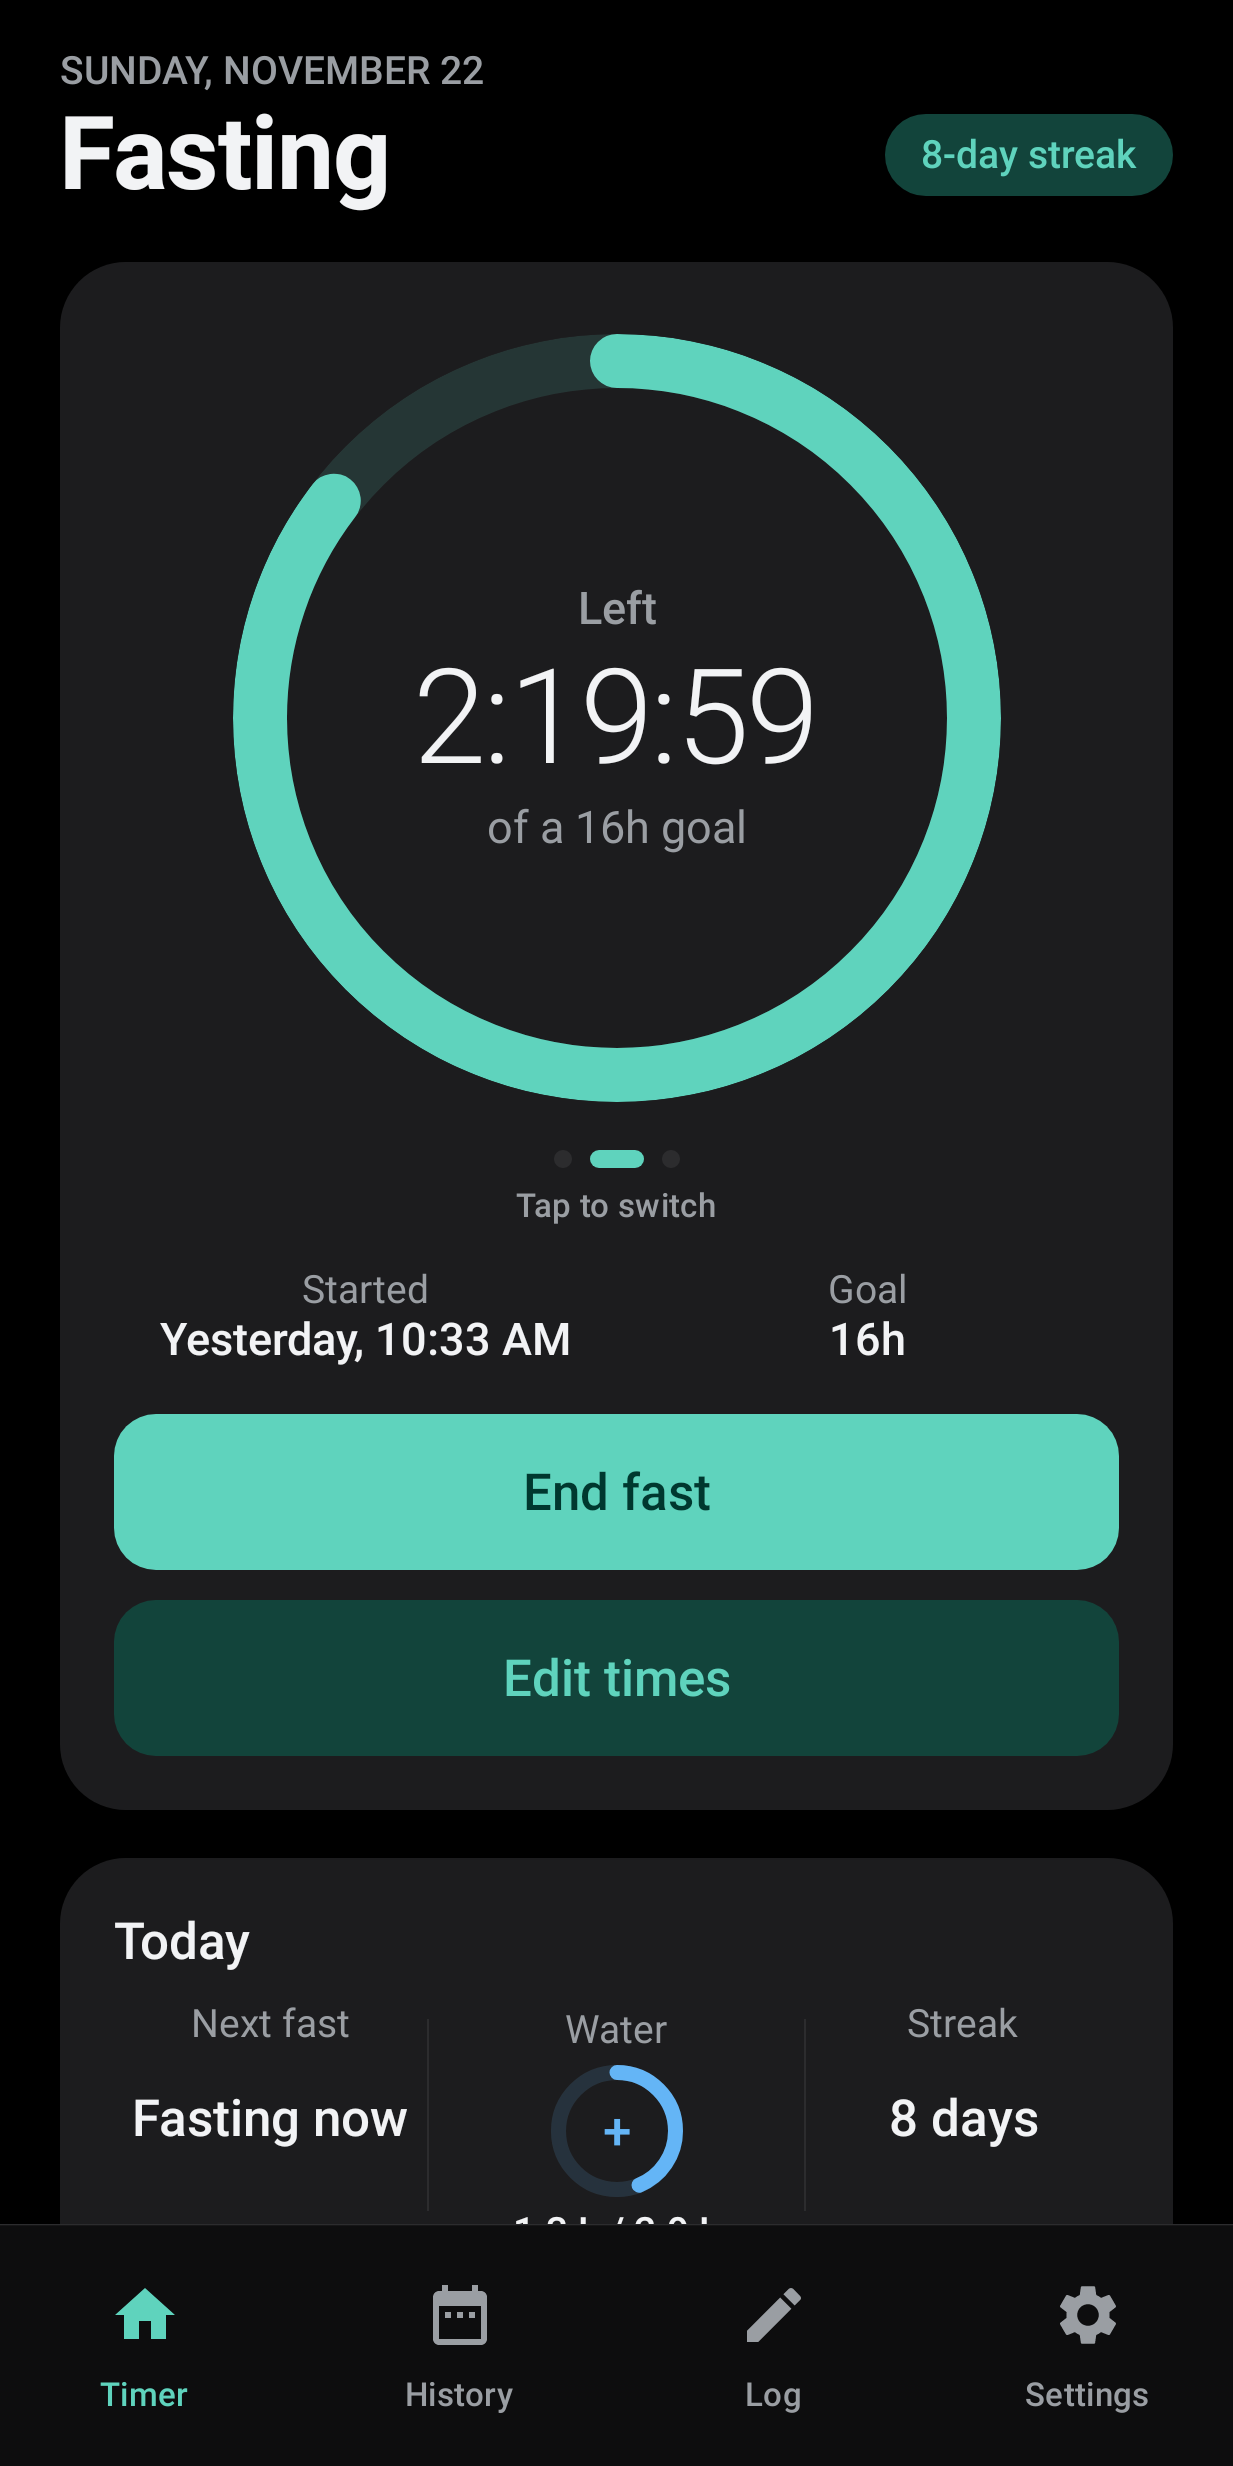 SUNDAY, NOVEMBER 22
Fasting
8-day streak
Left
2:19:59
of a 16h goal
Tap to switch
Started
Goal
Yesterday, 10:33 AM
16h
End fast
Edit times
Today
Next fast
Water
Streak
Fasting now
+
8 days
Timer
History
Log
Settings